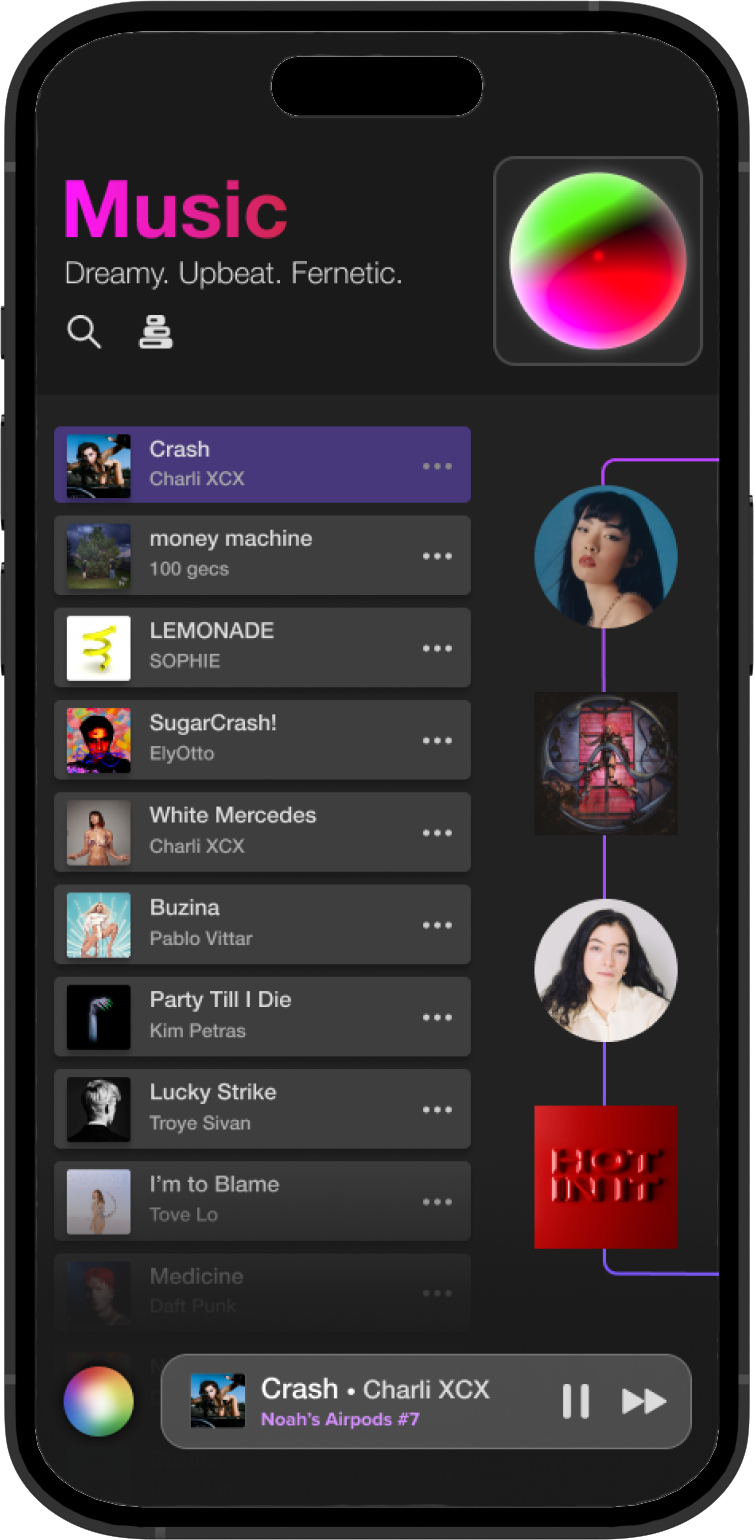 Music
Dreamy. Upbeat. Fernetic.
Crash
Charli XCX
money machine
100 gecs
LEMONADE
SOPHIE
SugarCrash!
ElyOtto
White Mercedes
Charli XCX
Buzina
Pablo Vittar
Party Till I Die
Kim Petras
Lucky Strike
Troye Sivan
I'm to Blame
Tove Lo
Medicine
Daft Punk
HOT
IN IT
Crash • Charli XCX
Noah's Airpods #7